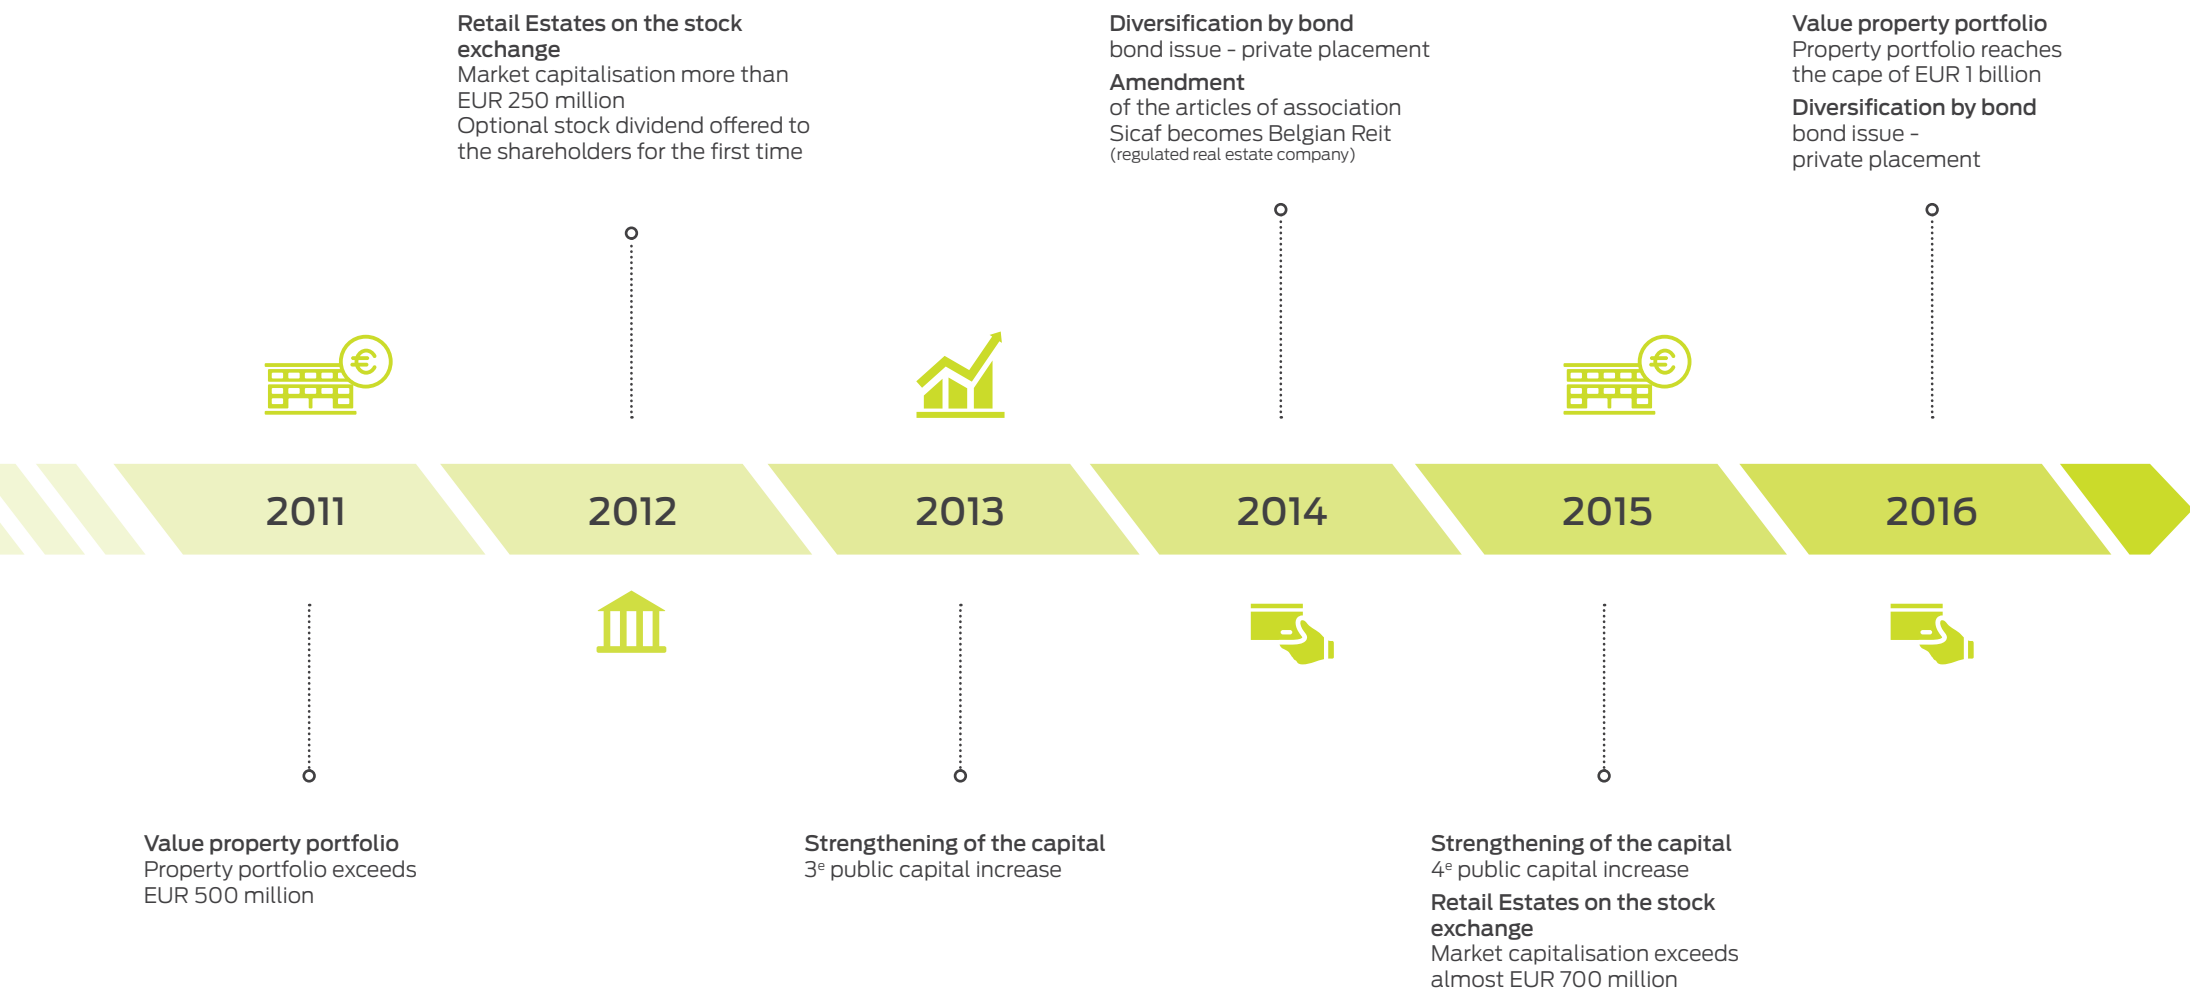 Retail Estates on the stock
exchange
Market capitalisation more than
EUR 250 million
Optional stock dividend offered to
the shareholders for the first time
Diversification by bond
bond issue - private placement
Amendment
of the articles of association
Sicaf becomes Belgian Reit
(regulated real estate company)
Value property portfolio
Property portfolio reaches
the cape of EUR 1 billion
Diversification by bond
bond issue -
private placement
€
€
2011
2012
2013
2014
2015
2016
Value property portfolio
Property portfolio exceeds
EUR 500 million
Strengthening of the capital
3ᵉ public capital increase
Strengthening of the capital
4ᵉ public capital increase
Retail Estates on the stock
exchange
Market capitalisation exceeds
almost EUR 700 million